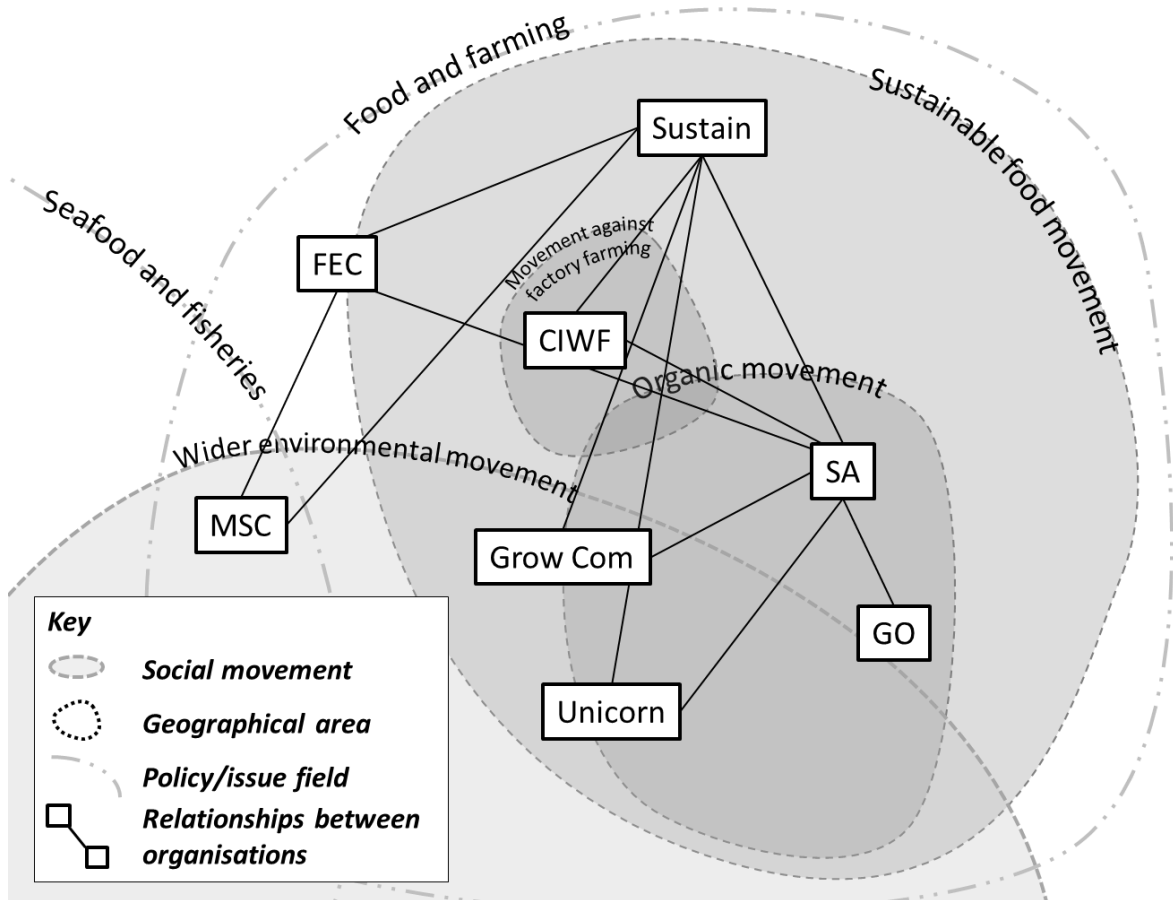 Food and farming
Sustainable food movement
Sustain
Seafood and fisheries
Movement against
factory farming
FEC
CIWF
Organic movement
Wider environmental movement
SA
MSC
Grow Com
GO
Unicorn
Key
Social movement
Geographical area
Policy/issue field
Relationships between
organisations